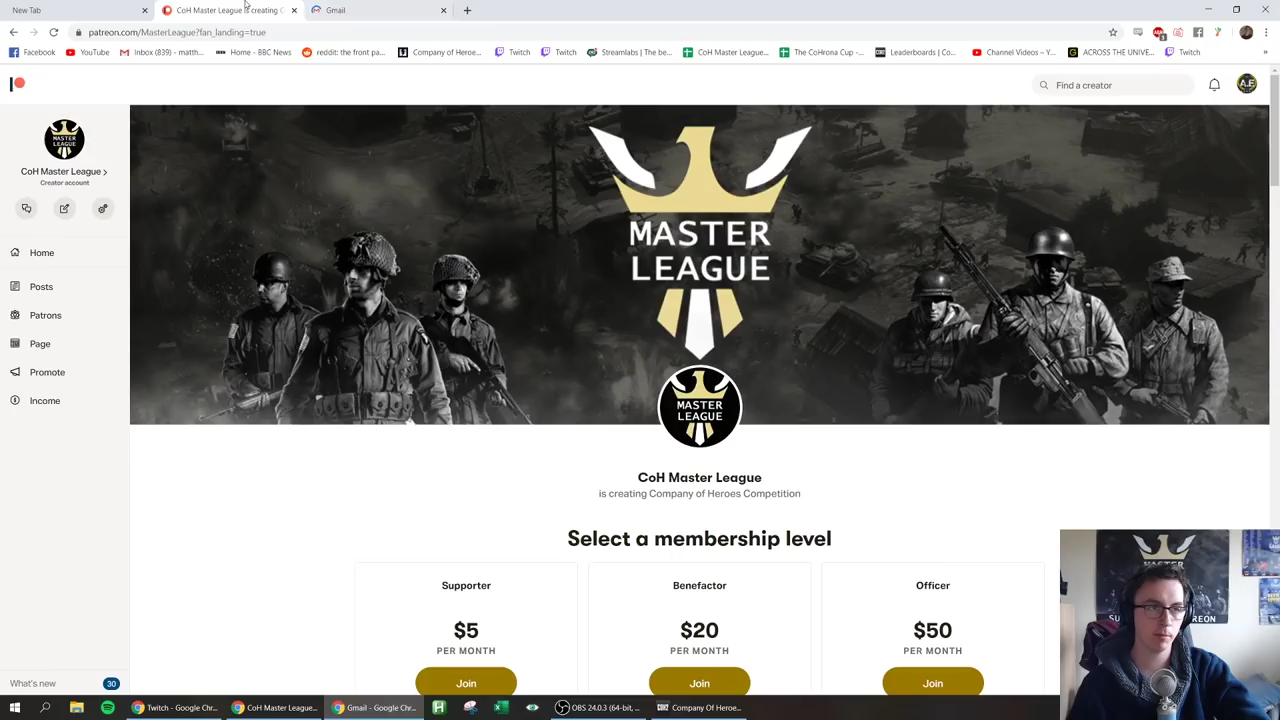 New Tab
CoH Master League is creating C
Gmail
patreon.com/MasterLeague?fan_landing=true
Facebook
YouTube
Inbox (839) - matth...
Home - BBC News
reddit: the front pa...
Company of Heroe...
Twitch
Twitch
Streamlabs | The be...
CoH Master League...
The CoHrona Cup -...
Leaderboards | Co...
Channel Videos – Y...
ACROSS THE UNIVE...
Twitch
Find a creator
A.E
MASTER
LEAGUE
CoH Master League
Creator account
Home
Posts
Patrons
Page
Promote
Income
What's new
30
MASTER
LEAGUE
MASTER
LEAGUE
CoH Master League
is creating Company of Heroes Competition
Select a membership level
Supporter
$5
PER MONTH
Join
Benefactor
$20
PER MONTH
Join
Officer
$50
PER MONTH
Join
Twitch - Google Chr...
CoH Master League...
Gmail - Google Chr...
OBS 24.0.3 (64-bit, ...
Company Of Heroe...